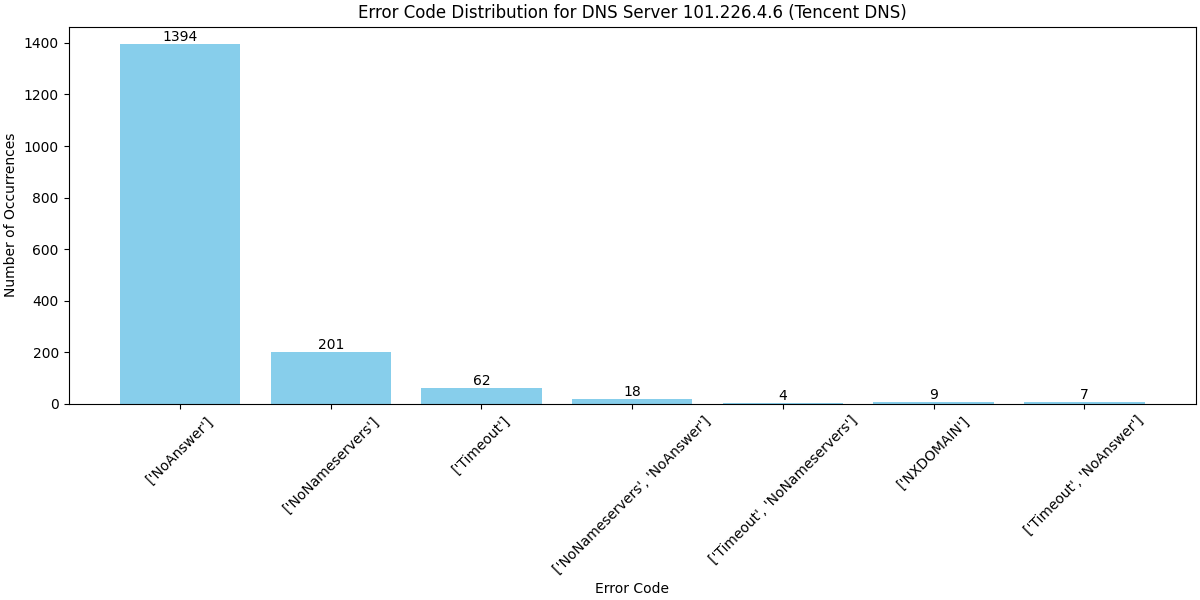 Error Code Distribution for DNS Server 101.226.4.6 (Tencent DNS)
Number of Occurrences
1400
1200
1000
800
600
400
200
0
1394
201
62
18
4
9
7
['NoAnswer']
['NoNameservers']
['Timeout']
['NoNameservers', 'NoAnswer']
['Timeout', 'NoNameservers']
['NXDOMAIN']
['Timeout', 'NoAnswer']
Error Code